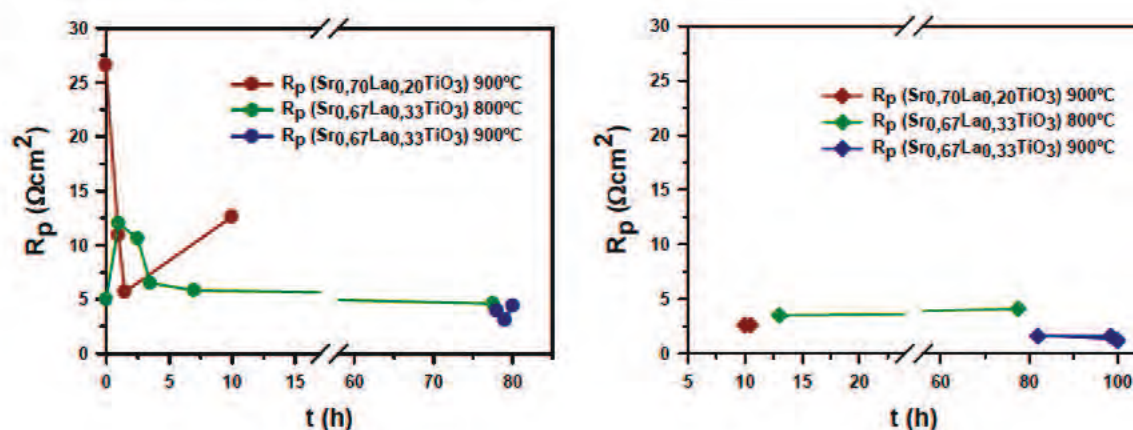 30
25
20
15
10
5
0
Rp (Ωcm2)
Rp (Sr0,70La0,20TiO3) 900ºC
Rp (Sr0,67La0,33TiO3) 800ºC
Rp (Sr0,67La0,33TiO3) 900ºC
0 5 10 15 60 70 80
t (h)
30
25
20
15
10
5
0
Rp (Ωcm2)
Rp (Sr0,70La0,20TiO3) 900ºC
Rp (Sr0,67La0,33TiO3) 800ºC
Rp (Sr0,67La0,33TiO3) 900ºC
5 10 15 20 60 80 100
t (h)